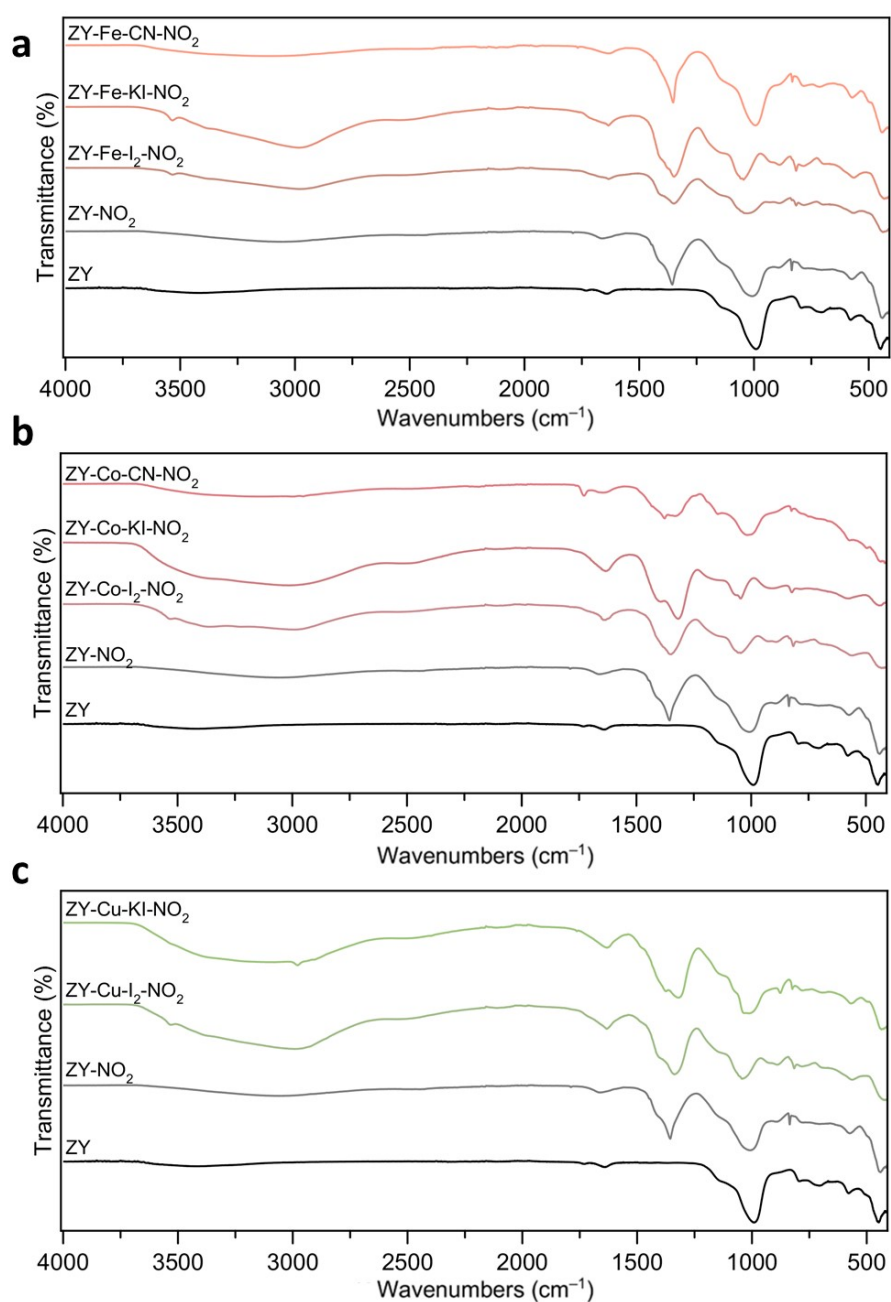 a
ZY-Fe-CN-NO₂
ZY-Fe-KI-NO₂
ZY-Fe-I₂-NO₂
ZY-NO₂
ZY
Transmittance (%)
4000 3500 3000 2500 2000 1500 1000 500
Wavenumbers (cm⁻¹)
b
ZY-Co-CN-NO₂
ZY-Co-KI-NO₂
ZY-Co-I₂-NO₂
ZY-NO₂
ZY
Transmittance (%)
4000 3500 3000 2500 2000 1500 1000 500
Wavenumbers (cm⁻¹)
c
ZY-Cu-KI-NO₂
ZY-Cu-I₂-NO₂
ZY-NO₂
ZY
Transmittance (%)
4000 3500 3000 2500 2000 1500 1000 500
Wavenumbers (cm⁻¹)